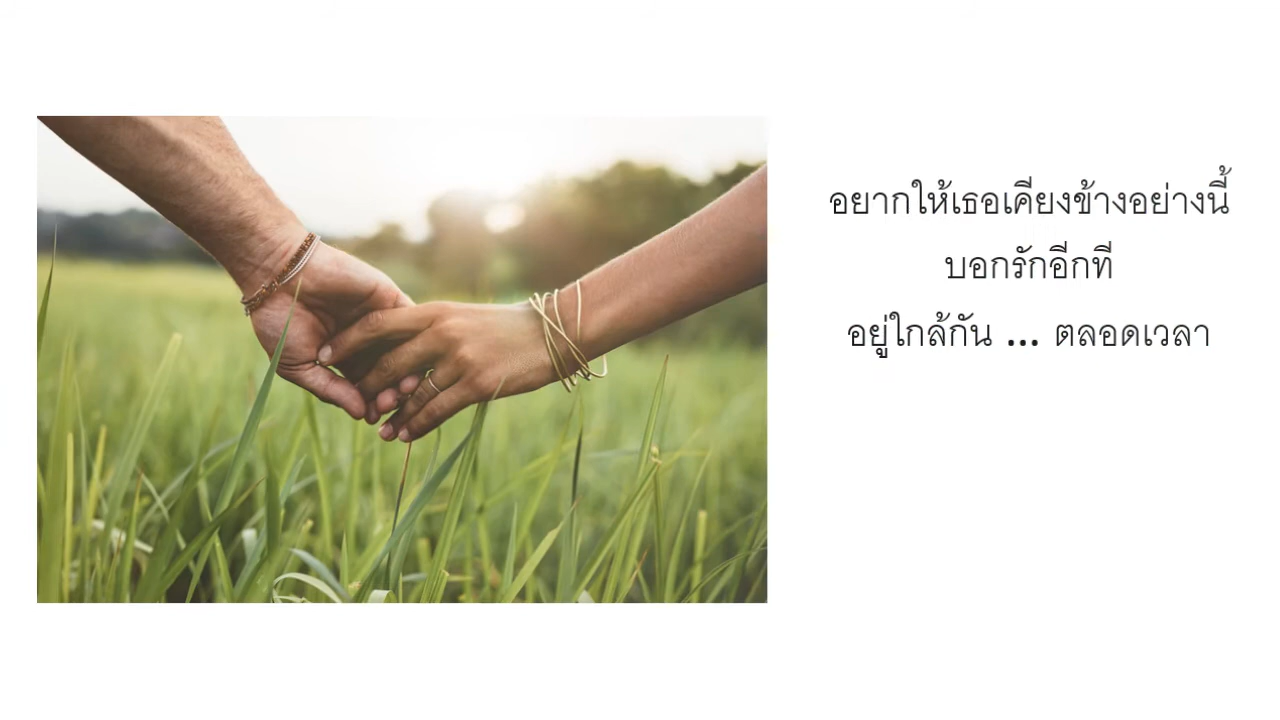 อยากให้เธอเคียงข้างอย่างนี้
บอกรักอีกที
อยู่ใกล้กัน ... ตลอดเวลา